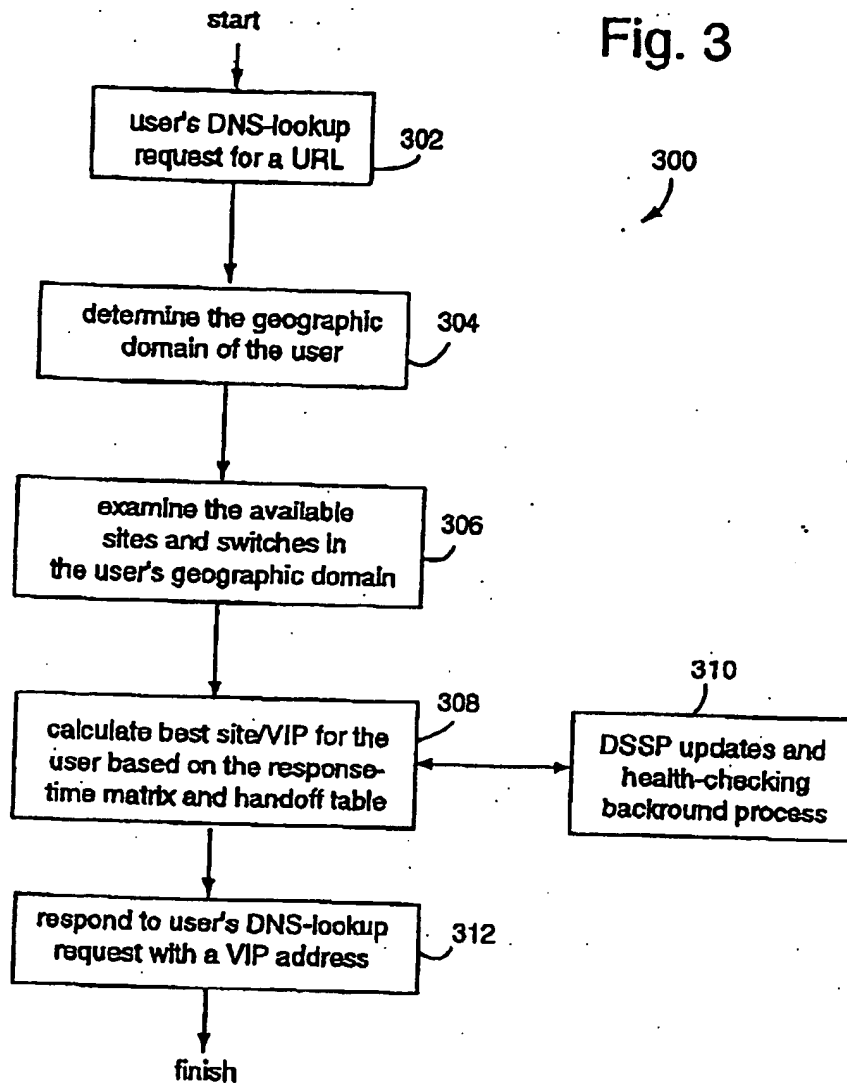 start
Fig. 3
user's DNS-lookup
request for a URL
302
300
determine the geographic
domain of the user
304
examine the available
sites and switches in
the user's geographic domain
306
calculate best site/VIP for the
user based on the response-
time matrix and handoff table
308
310
DSSP updates and
health-checking
backround process
respond to user's DNS-lookup
request with a VIP address
312
finish